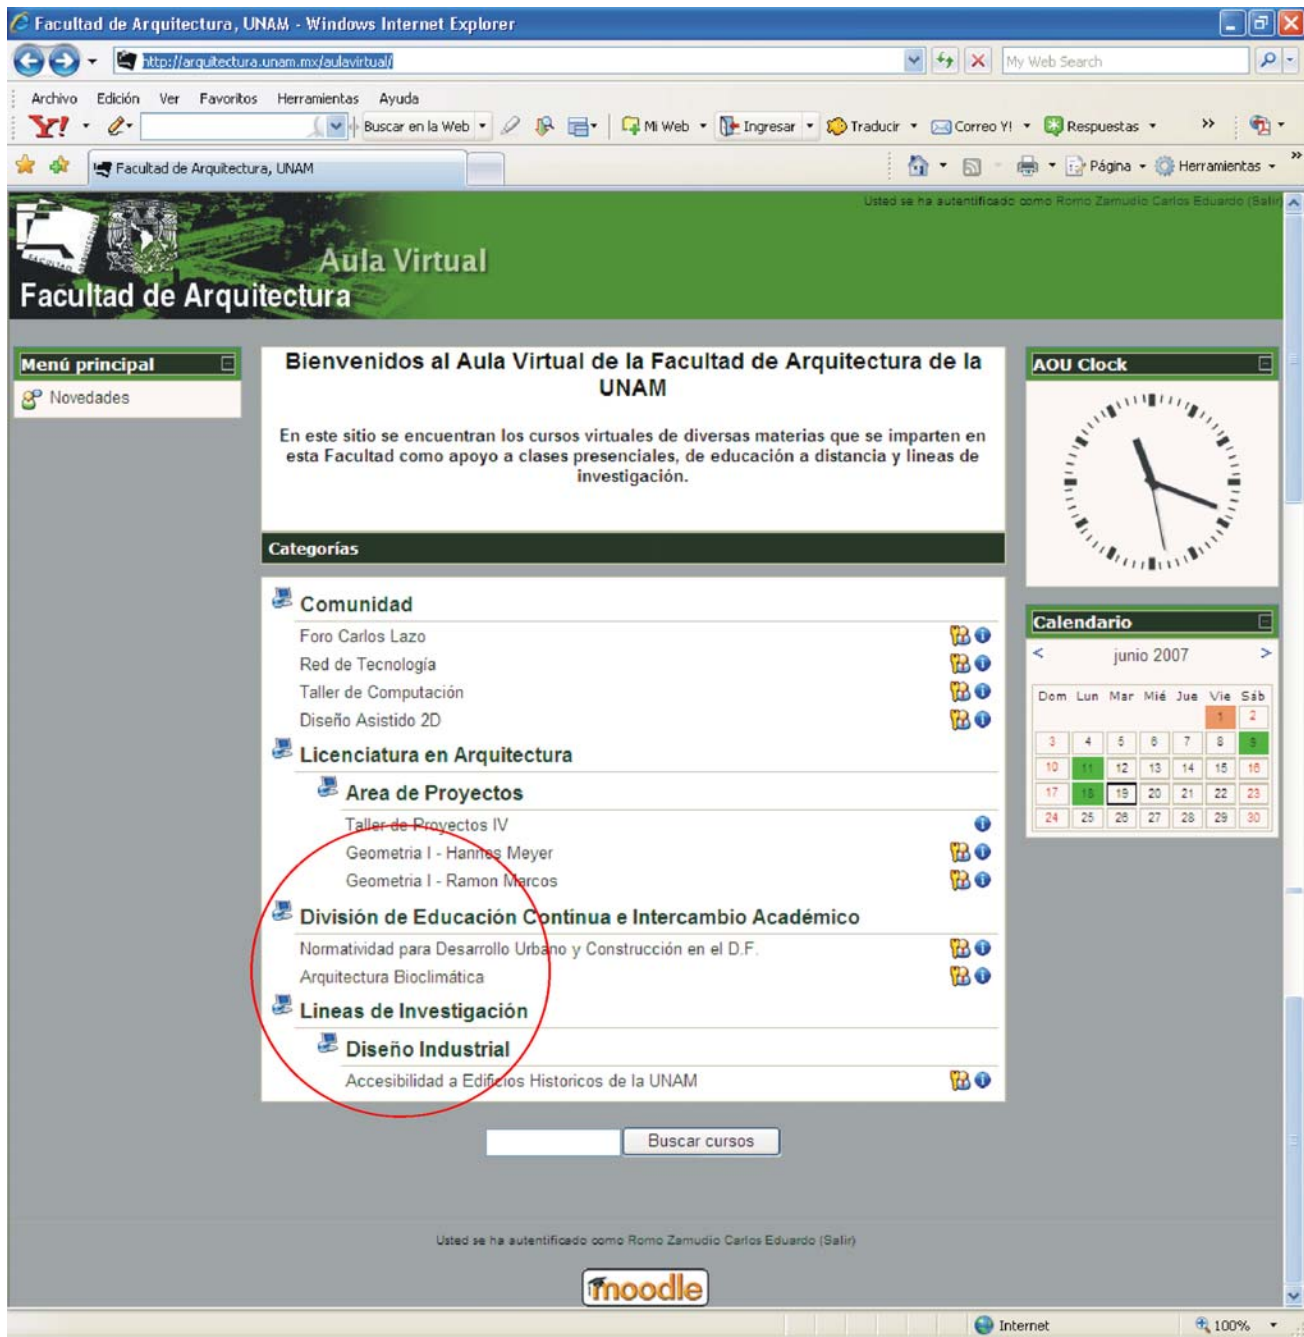 Facultad de Arquitectura, UNAM - Windows Internet Explorer
http://arquitectura.unam.mx/aulavirtual/
My Web Search
Archivo Edición Ver Favoritos Herramientas Ayuda
Y! Buscar en la Web Mi Web Ingresar Traducir Correo Y! Respuestas »
Facultad de Arquitectura, UNAM
Página Herramientas »
Usted se ha autentificado como Romo Zamudio Carlos Eduardo (Salir)
Aula Virtual
Facultad de Arquitectura
Menú principal
Novedades
Bienvenidos al Aula Virtual de la Facultad de Arquitectura de la
UNAM
En este sitio se encuentran los cursos virtuales de diversas materias que se imparten en
esta Facultad como apoyo a clases presenciales, de educación a distancia y lineas de
investigación.
Categorías
Comunidad
Foro Carlos Lazo
Red de Tecnología
Taller de Computación
Diseño Asistido 2D
Licenciatura en Arquitectura
Area de Proyectos
Taller de Proyectos IV
Geometria I - Hannes Meyer
Geometria I - Ramon Marcos
División de Educación Continua e Intercambio Académico
Normatividad para Desarrollo Urbano y Construcción en el D.F.
Arquitectura Bioclimática
Lineas de Investigación
Diseño Industrial
Accesibilidad a Edificios Historicos de la UNAM
Buscar cursos
AOU Clock
Calendario
< junio 2007 >
Dom Lun Mar Mié Jue Vie Sáb
1 2
3 4 5 6 7 8 9
10 11 12 13 14 15 16
17 18 19 20 21 22 23
24 25 26 27 28 29 30
Usted se ha autentificado como Romo Zamudio Carlos Eduardo (Salir)
moodle
Internet 100%